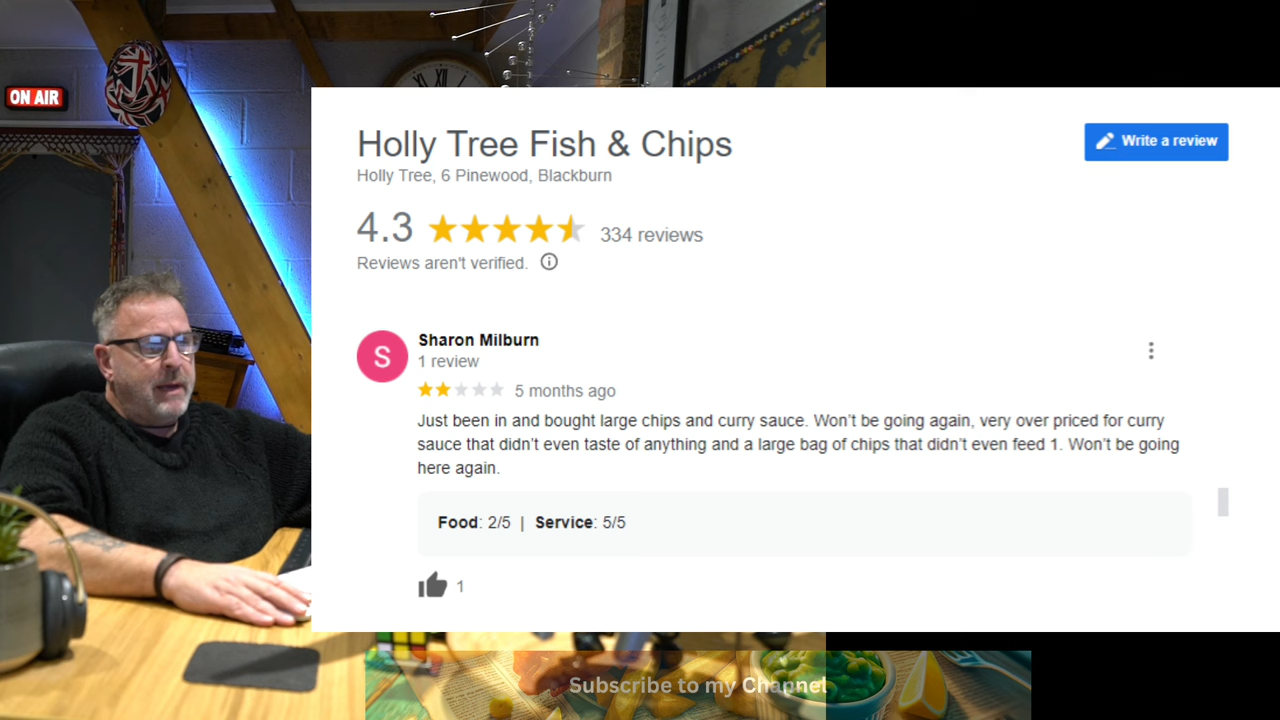 ON AIR
Holly Tree Fish & Chips
Write a review
Holly Tree, 6 Pinewood, Blackburn
4.3
334 reviews
Reviews aren't verified.
Sharon Milburn
S
1 review
5 months ago
Just been in and bought large chips and curry sauce. Won’t be going again, very over priced for curry
sauce that didn’t even taste of anything and a large bag of chips that didn’t even feed 1. Won’t be going
here again.
Food: 2/5 | Service: 5/5
1
Subscribe to my Channel